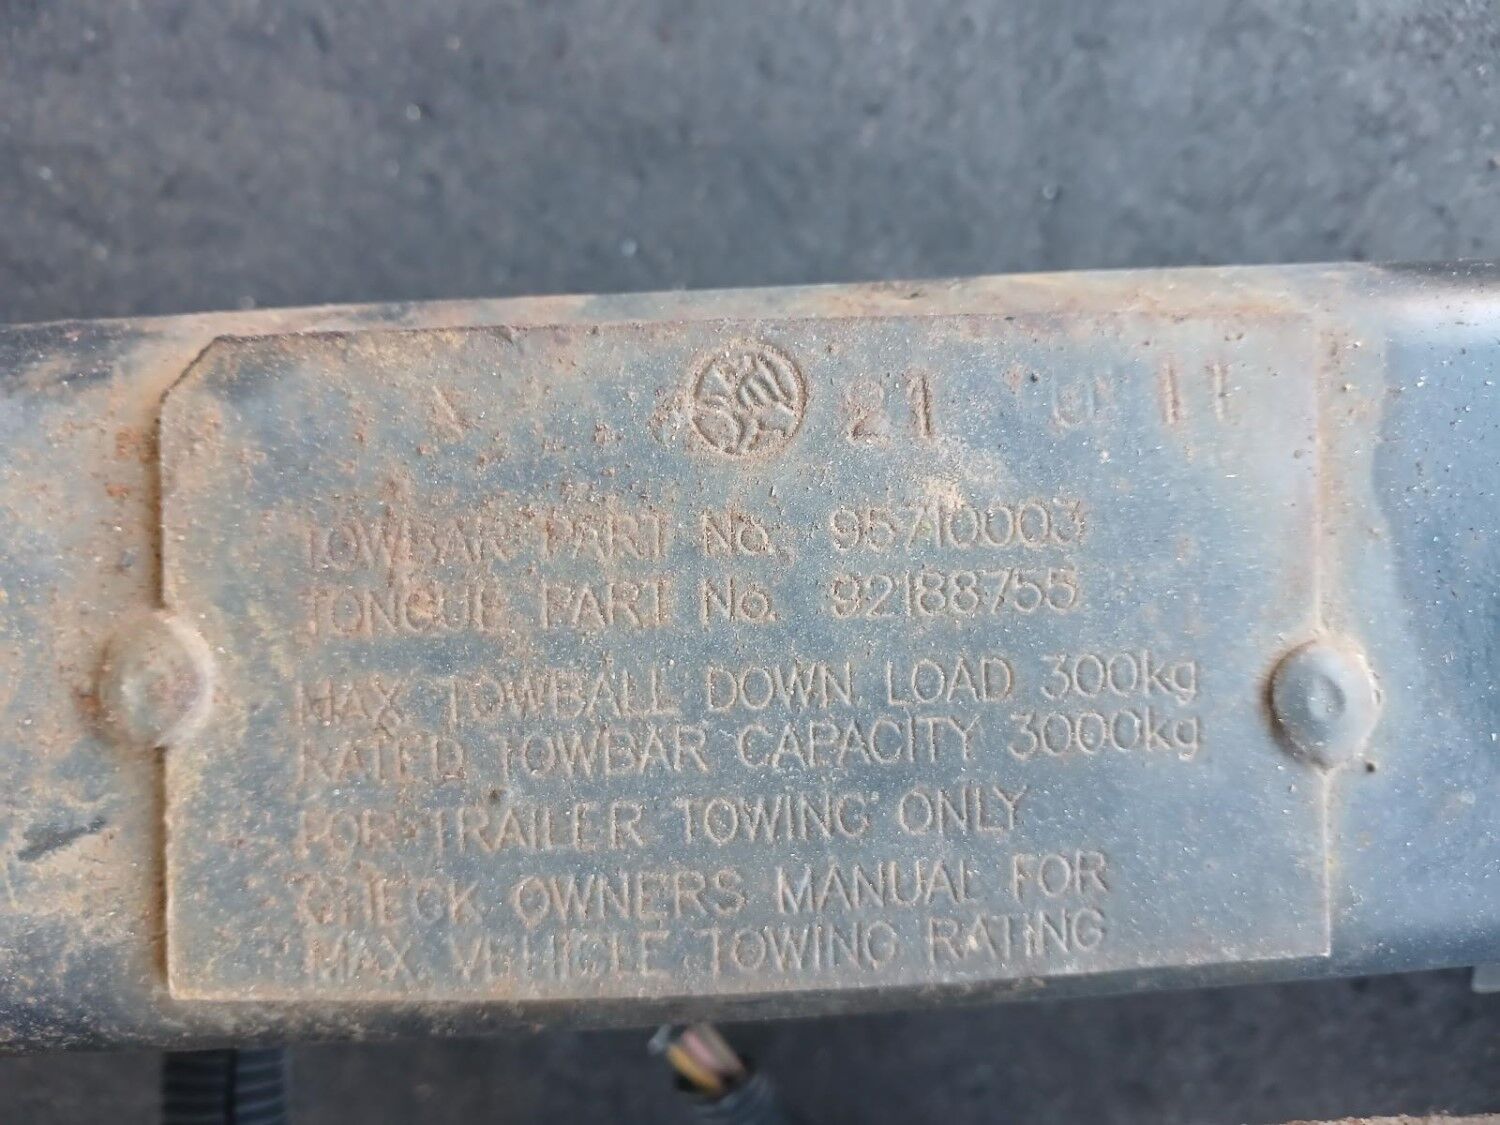 21 11
TOWBAR PART No. 95710003
TONGUE PART No. 92188755
MAX. TOWBALL DOWN LOAD 300kg
RATED TOWBAR CAPACITY 3000kg
FOR TRAILER TOWING ONLY
CHECK OWNERS MANUAL FOR
MAX. VEHICLE TOWING RATING